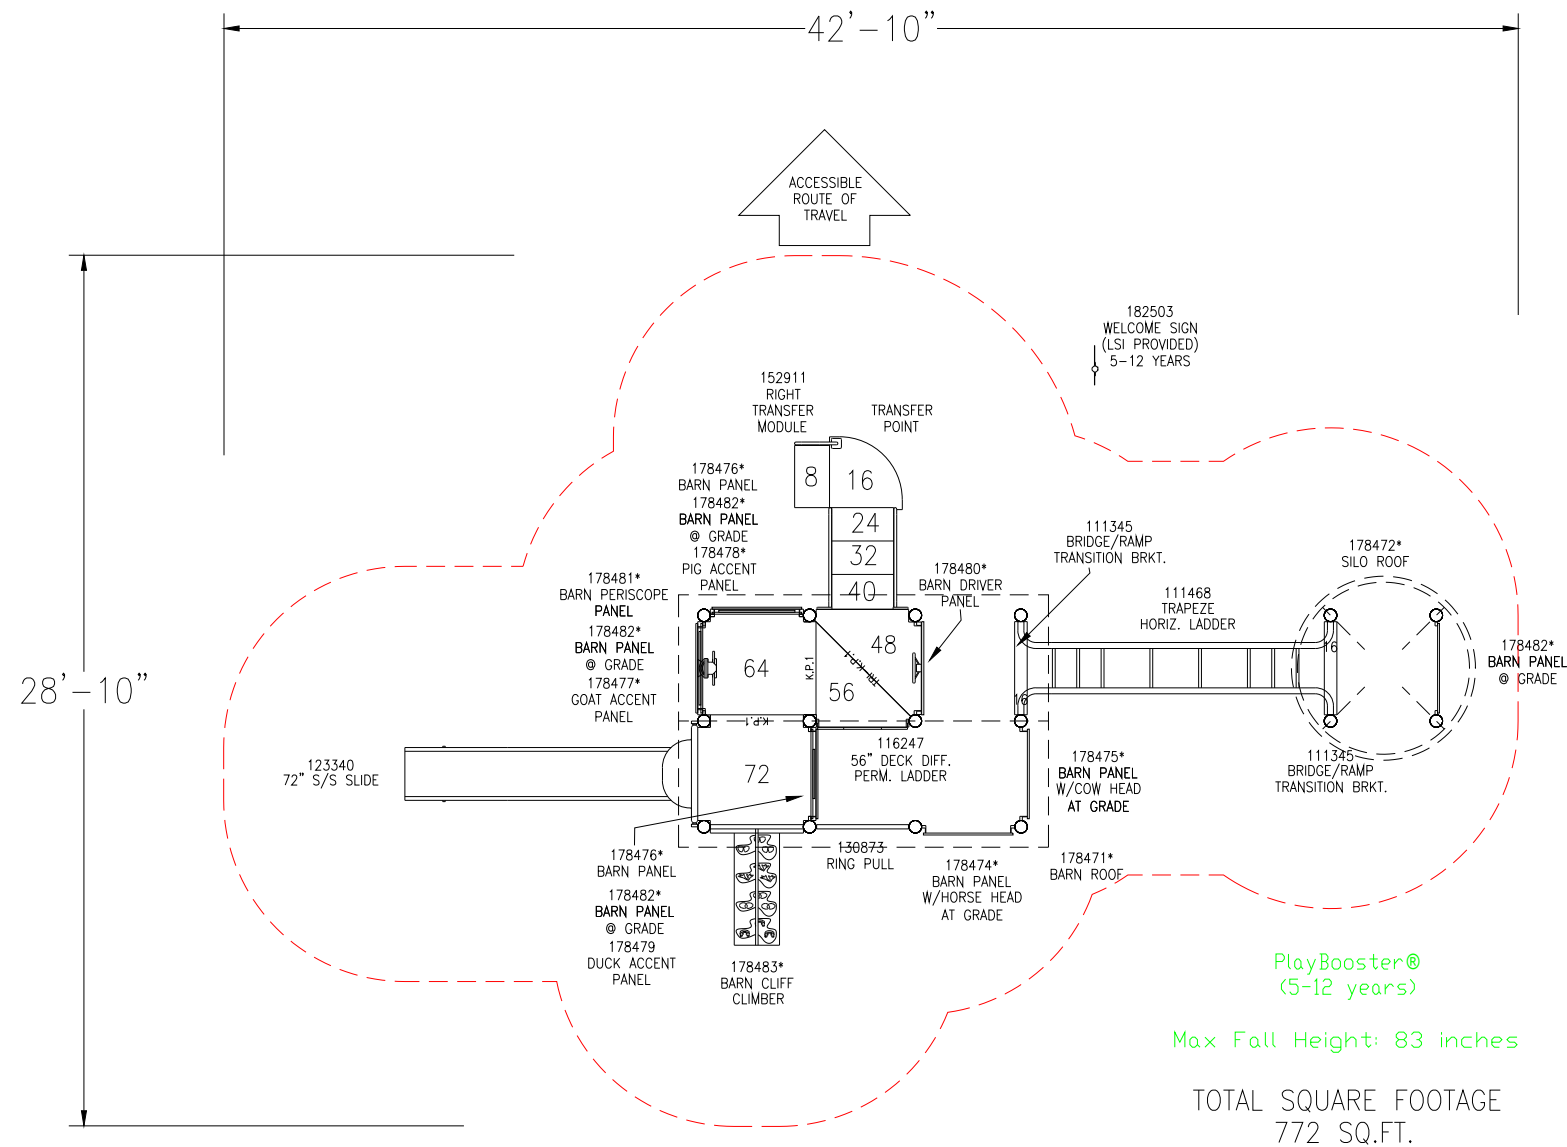 42'-10"
ACCESSIBLE
ROUTE OF
TRAVEL
182503
WELCOME SIGN
(LSI PROVIDED)
5-12 YEARS
152911
RIGHT
TRANSFER
MODULE
TRANSFER
POINT
8
16
24
32
40
178476*
BARN PANEL
178482*
BARN PANEL
@ GRADE
178478*
PIG ACCENT
PANEL
178481*
BARN PERISCOPE
PANEL
178482*
BARN PANEL
@ GRADE
178477*
GOAT ACCENT
PANEL
178480*
BARN DRIVER
PANEL
111345
BRIDGE/RAMP
TRANSITION BRKT.
111468
TRAPEZE
HORIZ. LADDER
178472*
SILO ROOF
178482*
BARN PANEL
@ GRADE
28'-10"
64
K.P.1
48
TRI K.P.1
56
16
16
K.P.1
72
123340
72" S/S SLIDE
116247
56" DECK DIFF.
PERM. LADDER
178475*
BARN PANEL
W/COW HEAD
AT GRADE
111345
BRIDGE/RAMP
TRANSITION BRKT.
178476*
BARN PANEL
178482*
BARN PANEL
@ GRADE
178479
DUCK ACCENT
PANEL
130873
RING PULL
178474*
BARN PANEL
W/HORSE HEAD
AT GRADE
178471*
BARN ROOF
178483*
BARN CLIFF
CLIMBER
PlayBooster®
(5-12 years)
Max Fall Height: 83 inches
TOTAL SQUARE FOOTAGE
772 SQ.FT.